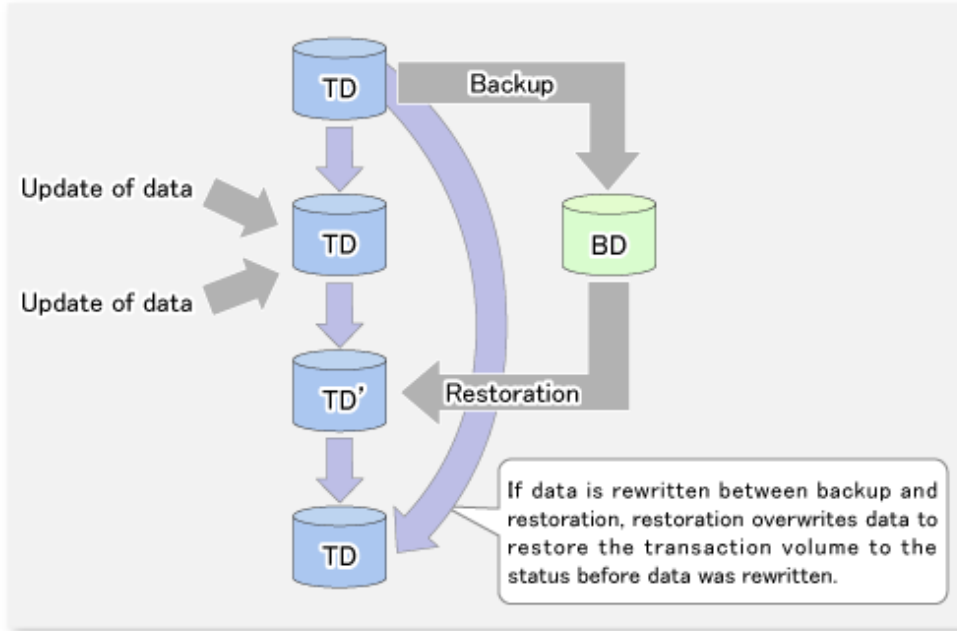 TD
Backup
Update of data
TD
BD
Update of data
TD’
Restoration
If data is rewritten between backup and
restoration, restoration overwrites data to
restore the transaction volume to the
status before data was rewritten.
TD